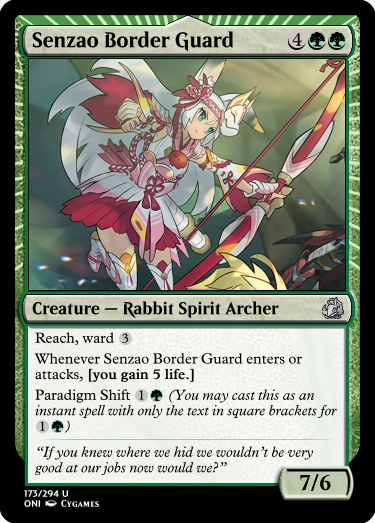 Senzao Border Guard 4
Creature — Rabbit Spirit Archer
Reach, ward 3
Whenever Senzao Border Guard enters or
attacks, [you gain 5 life.]
Paradigm Shift 1 (You may cast this as an
instant spell with only the text in square brackets for
1)
“If you knew where we hid we wouldn’t be very
good at our jobs now would we?”
7/6
173/294 U
ONI Cygames